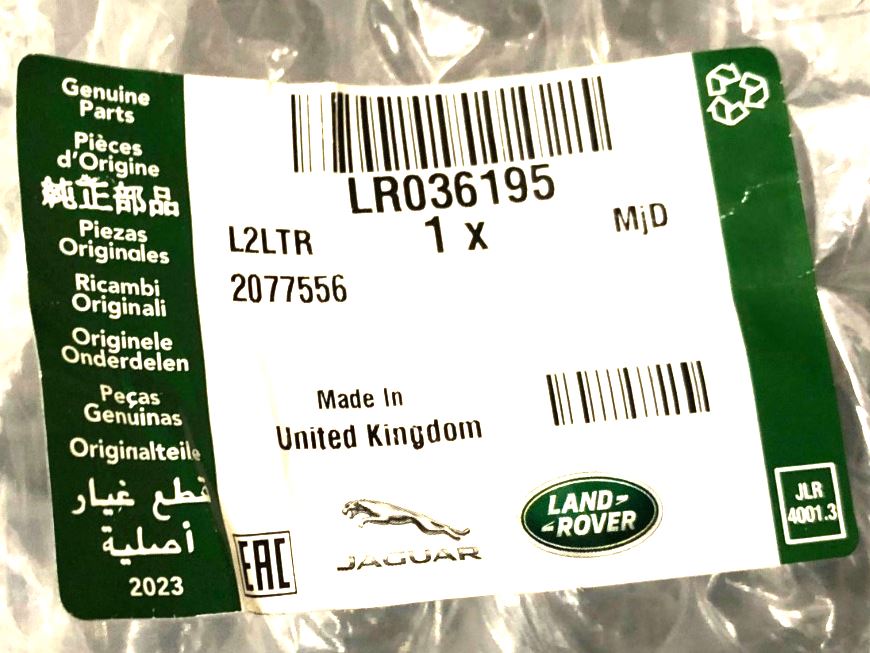 Genuine
Parts
Pièces
d'Origine
純正部品
Piezas
Originales
Ricambi
Originali
Originele
Onderdelen
Peças
Genuinas
Originalteile
قطع غيار
أصلية
2023
LR036195
L2LTR
1 x
MjD
2077556
Made In
United Kingdom
EAC
JAGUAR
LAND-
-ROVER
JLR
4001.3